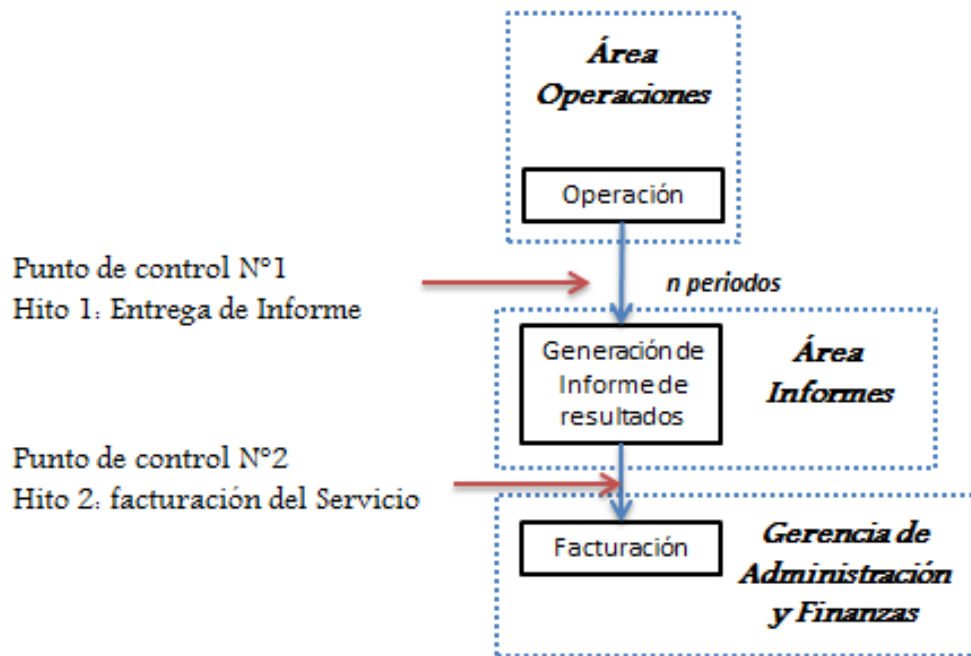 Área
Operaciones
Operación
Punto de control N°1
Hito 1: Entrega de Informe
n periodos
Generación de
Informe de
resultados
Área
Informes
Punto de control N°2
Hito 2: facturación del Servicio
Facturación
Gerencia de
Administración
y Finanzas